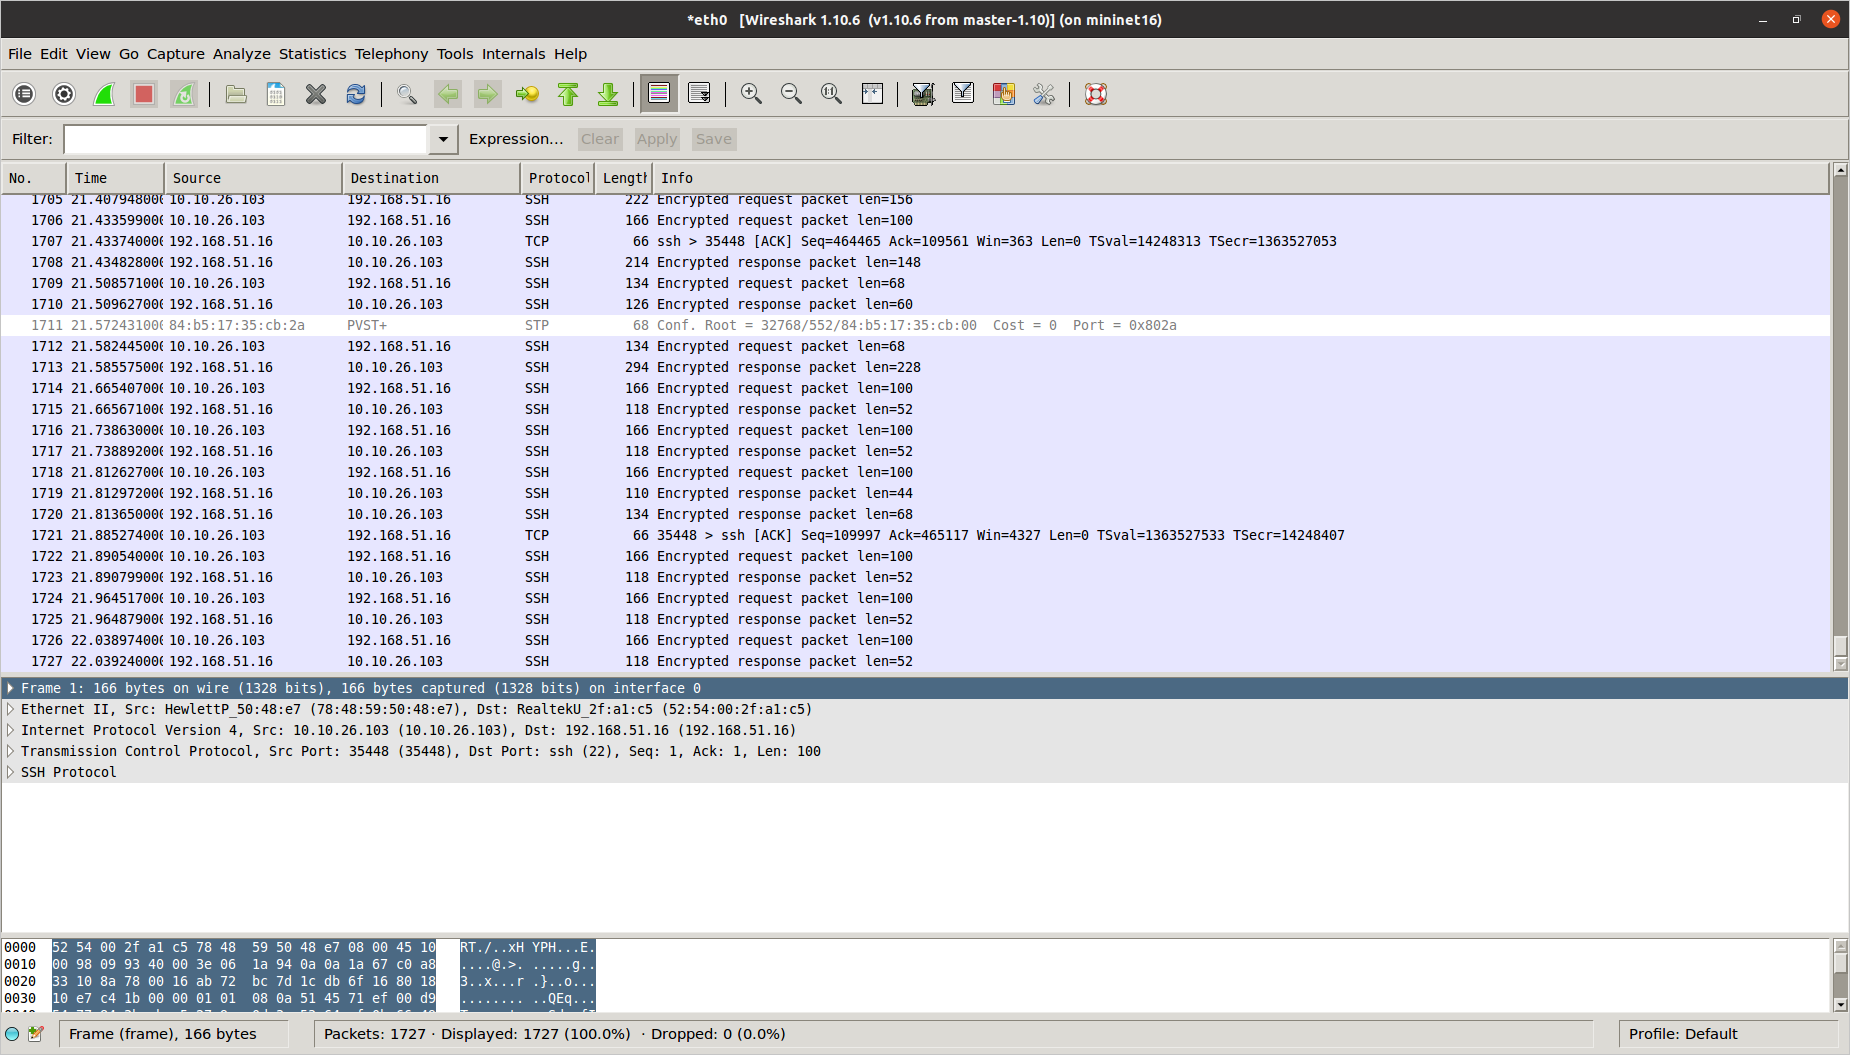 *eth0   [Wireshark 1.10.6  (v1.10.6 from master-1.10)] (on mininet16)
File Edit View Go Capture Analyze Statistics Telephony Tools Internals Help
Filter: Expression... Clear Apply Save
No. Time Source Destination Protocol Length Info
1705 21.407948000 10.10.26.103 192.168.51.16 SSH 222 Encrypted request packet len=156
1706 21.433599000 10.10.26.103 192.168.51.16 SSH 166 Encrypted request packet len=100
1707 21.433740000 192.168.51.16 10.10.26.103 TCP 66 ssh > 35448 [ACK] Seq=464465 Ack=109561 Win=363 Len=0 TSval=14248313 TSecr=1363527053
1708 21.434828000 192.168.51.16 10.10.26.103 SSH 214 Encrypted response packet len=148
1709 21.508571000 10.10.26.103 192.168.51.16 SSH 134 Encrypted request packet len=68
1710 21.509627000 192.168.51.16 10.10.26.103 SSH 126 Encrypted response packet len=60
1711 21.572431000 84:b5:17:35:cb:2a PVST+ STP 68 Conf. Root = 32768/552/84:b5:17:35:cb:00  Cost = 0  Port = 0x802a
1712 21.582445000 10.10.26.103 192.168.51.16 SSH 134 Encrypted request packet len=68
1713 21.585575000 192.168.51.16 10.10.26.103 SSH 294 Encrypted response packet len=228
1714 21.665407000 10.10.26.103 192.168.51.16 SSH 166 Encrypted request packet len=100
1715 21.665671000 192.168.51.16 10.10.26.103 SSH 118 Encrypted response packet len=52
1716 21.738630000 10.10.26.103 192.168.51.16 SSH 166 Encrypted request packet len=100
1717 21.738892000 192.168.51.16 10.10.26.103 SSH 118 Encrypted response packet len=52
1718 21.812627000 10.10.26.103 192.168.51.16 SSH 166 Encrypted request packet len=100
1719 21.812972000 192.168.51.16 10.10.26.103 SSH 110 Encrypted response packet len=44
1720 21.813650000 192.168.51.16 10.10.26.103 SSH 134 Encrypted response packet len=68
1721 21.885274000 10.10.26.103 192.168.51.16 TCP 66 35448 > ssh [ACK] Seq=109997 Ack=465117 Win=4327 Len=0 TSval=1363527533 TSecr=14248407
1722 21.890540000 10.10.26.103 192.168.51.16 SSH 166 Encrypted request packet len=100
1723 21.890799000 192.168.51.16 10.10.26.103 SSH 118 Encrypted response packet len=52
1724 21.964517000 10.10.26.103 192.168.51.16 SSH 166 Encrypted request packet len=100
1725 21.964879000 192.168.51.16 10.10.26.103 SSH 118 Encrypted response packet len=52
1726 22.038974000 10.10.26.103 192.168.51.16 SSH 166 Encrypted request packet len=100
1727 22.039240000 192.168.51.16 10.10.26.103 SSH 118 Encrypted response packet len=52
Frame 1: 166 bytes on wire (1328 bits), 166 bytes captured (1328 bits) on interface 0
Ethernet II, Src: HewlettP_50:48:e7 (78:48:59:50:48:e7), Dst: RealtekU_2f:a1:c5 (52:54:00:2f:a1:c5)
Internet Protocol Version 4, Src: 10.10.26.103 (10.10.26.103), Dst: 192.168.51.16 (192.168.51.16)
Transmission Control Protocol, Src Port: 35448 (35448), Dst Port: ssh (22), Seq: 1, Ack: 1, Len: 100
SSH Protocol
0000 52 54 00 2f a1 c5 78 48  59 50 48 e7 08 00 45 10 RT./..xH YPH...E.
0010 00 98 09 93 40 00 3e 06  1a 94 0a 0a 1a 67 c0 a8 ....@.>. .....g..
0020 33 10 8a 78 00 16 ab 72  bc 7d 1c db 6f 16 80 18 3..x...r .}..o...
0030 10 e7 c4 1b 00 00 01 01  08 0a 51 45 71 ef 00 d9 ........ ..QEq...
Frame (frame), 166 bytes Packets: 1727 · Displayed: 1727 (100.0%)  · Dropped: 0 (0.0%) Profile: Default